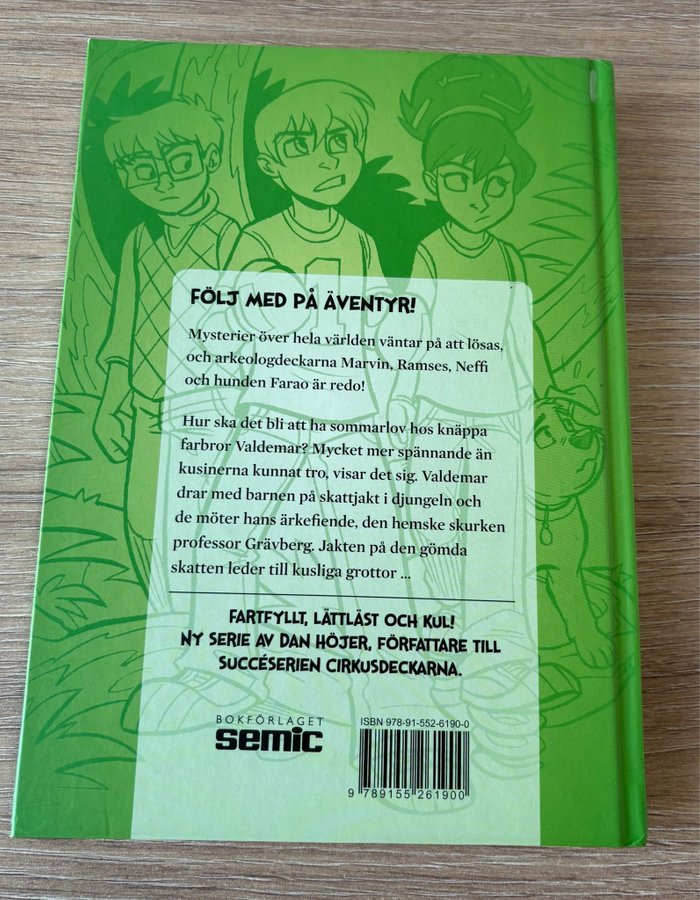 FÖLJ MED PÅ ÄVENTYR!
Mysterier över hela världen väntar på att lösas,
och arkeologdeckarna Marvin, Ramses, Neffi
och hunden Farao är redo!
Hur ska det bli att ha sommarlov hos knäppa
farbror Valdemar? Mycket mer spännande än
kusinerna kunnat tro, visar det sig. Valdemar
drar med barnen på skattjakt i djungeln och
de möter hans ärkefiende, den hemske skurken
professor Grävberg. Jakten på den gömda
skatten leder till kusliga grottor ...
FARTFYLLT, LÄTTLÄST OCH KUL!
NY SERIE AV DAN HÖJER, FÖRFATTARE TILL
SUCCÉSERIEN CIRKUSDECKARNA.
BOKFÖRLAGET
semic
ISBN 978-91-552-6190-0
9 789155 261900